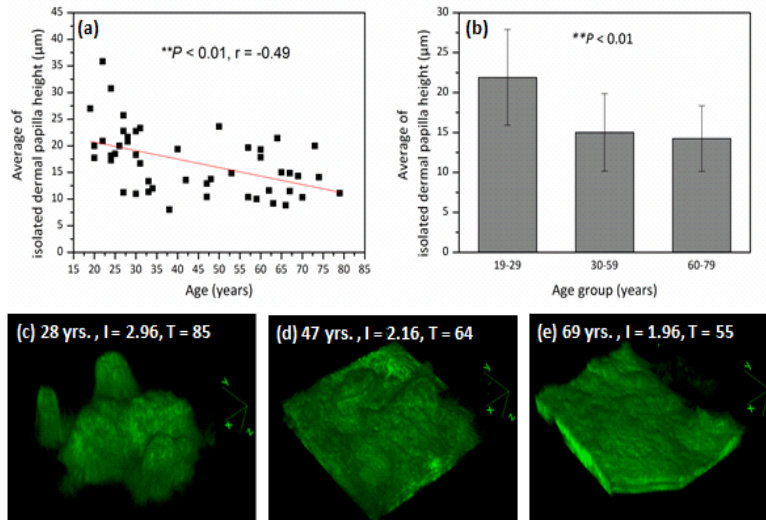 (a)
**P < 0.01, r = -0.49
Average of
isolated dermal papilla height (µm)
45
40
35
30
25
20
15
10
5
0
15 20 25 30 35 40 45 50 55 60 65 70 75 80 85
Age (years)
(b)
**P < 0.01
Average of
isolated dermal papilla height (µm)
30
25
20
15
10
5
0
19-29 30-59 60-79
Age group (years)
(c) 28 yrs. , I = 2.96, T = 85
Y
X
Z
(d) 47 yrs. , I = 2.16, T = 64
Y
X
Z
(e) 69 yrs. , I = 1.96, T = 55
Y
X
Z